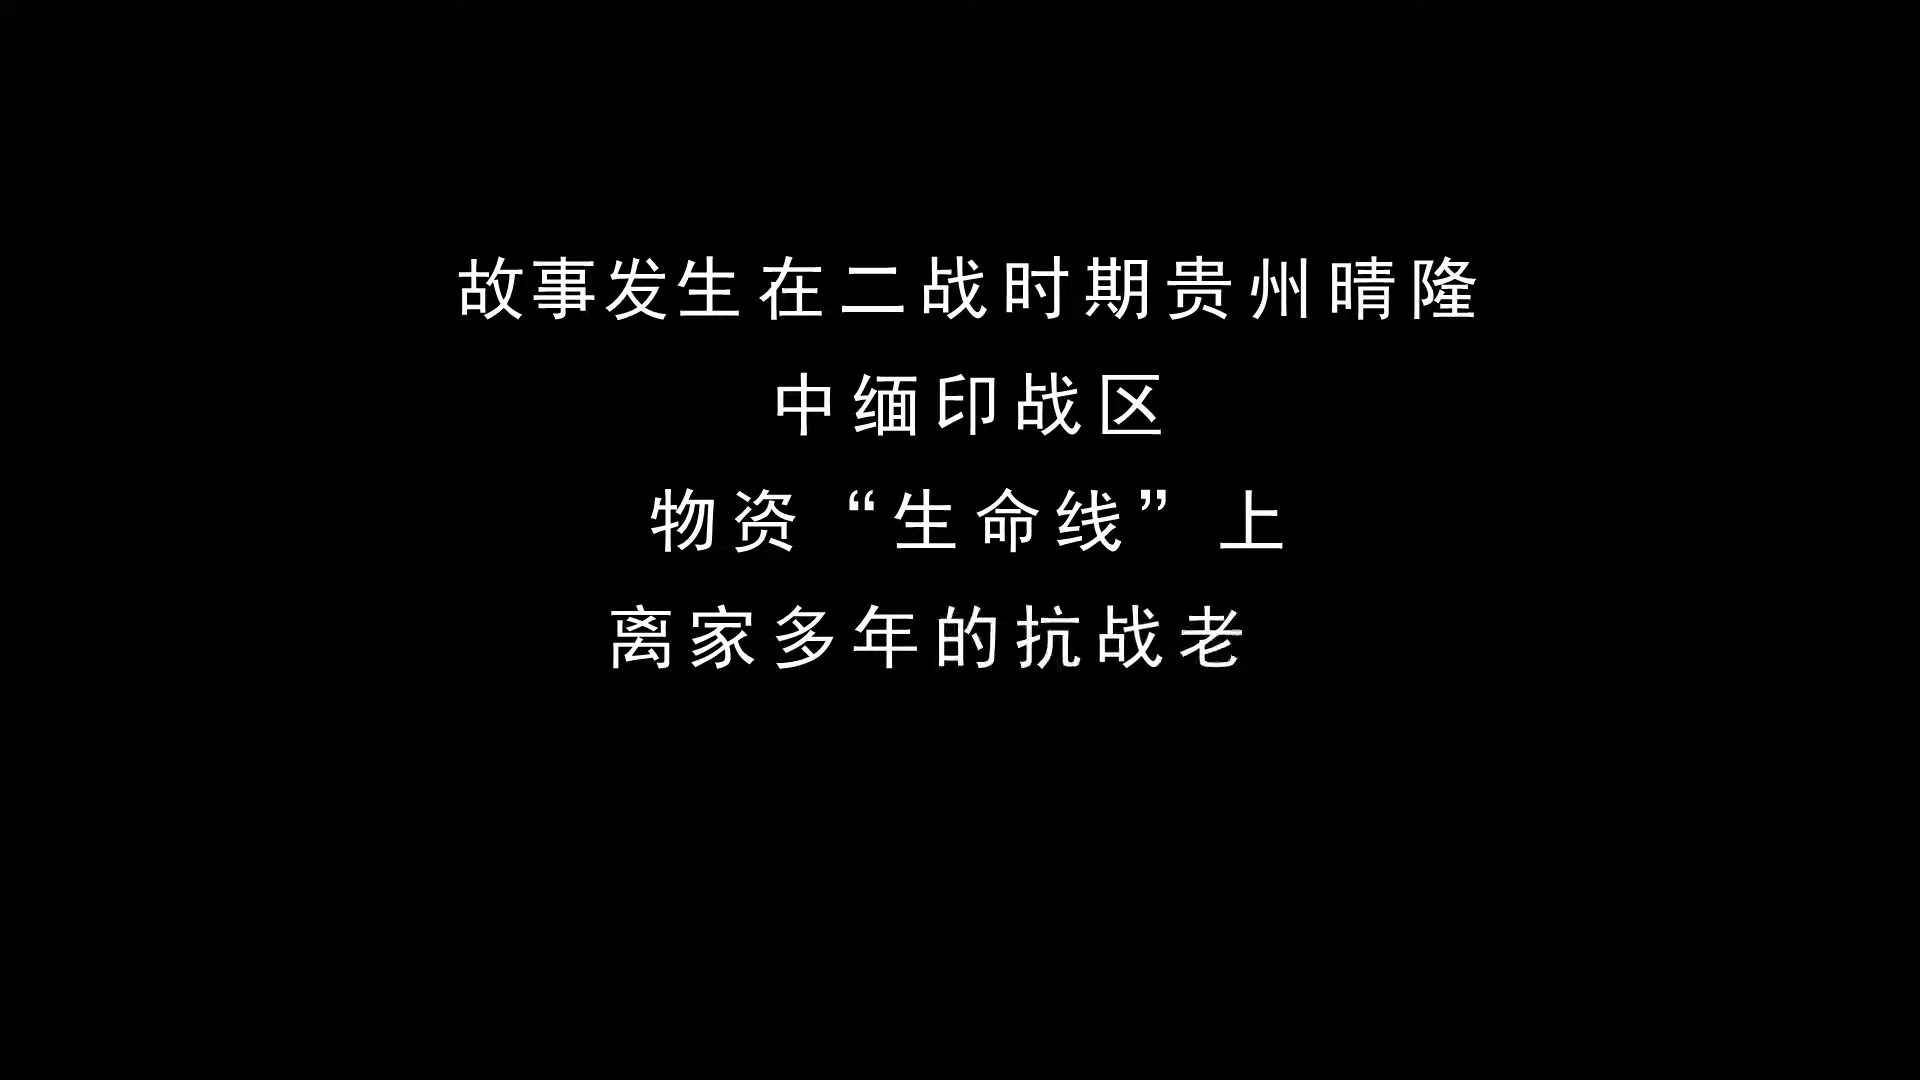 故事发生在二战时期贵州晴隆
中缅印战区
物资“生命线”上
离家多年的抗战老